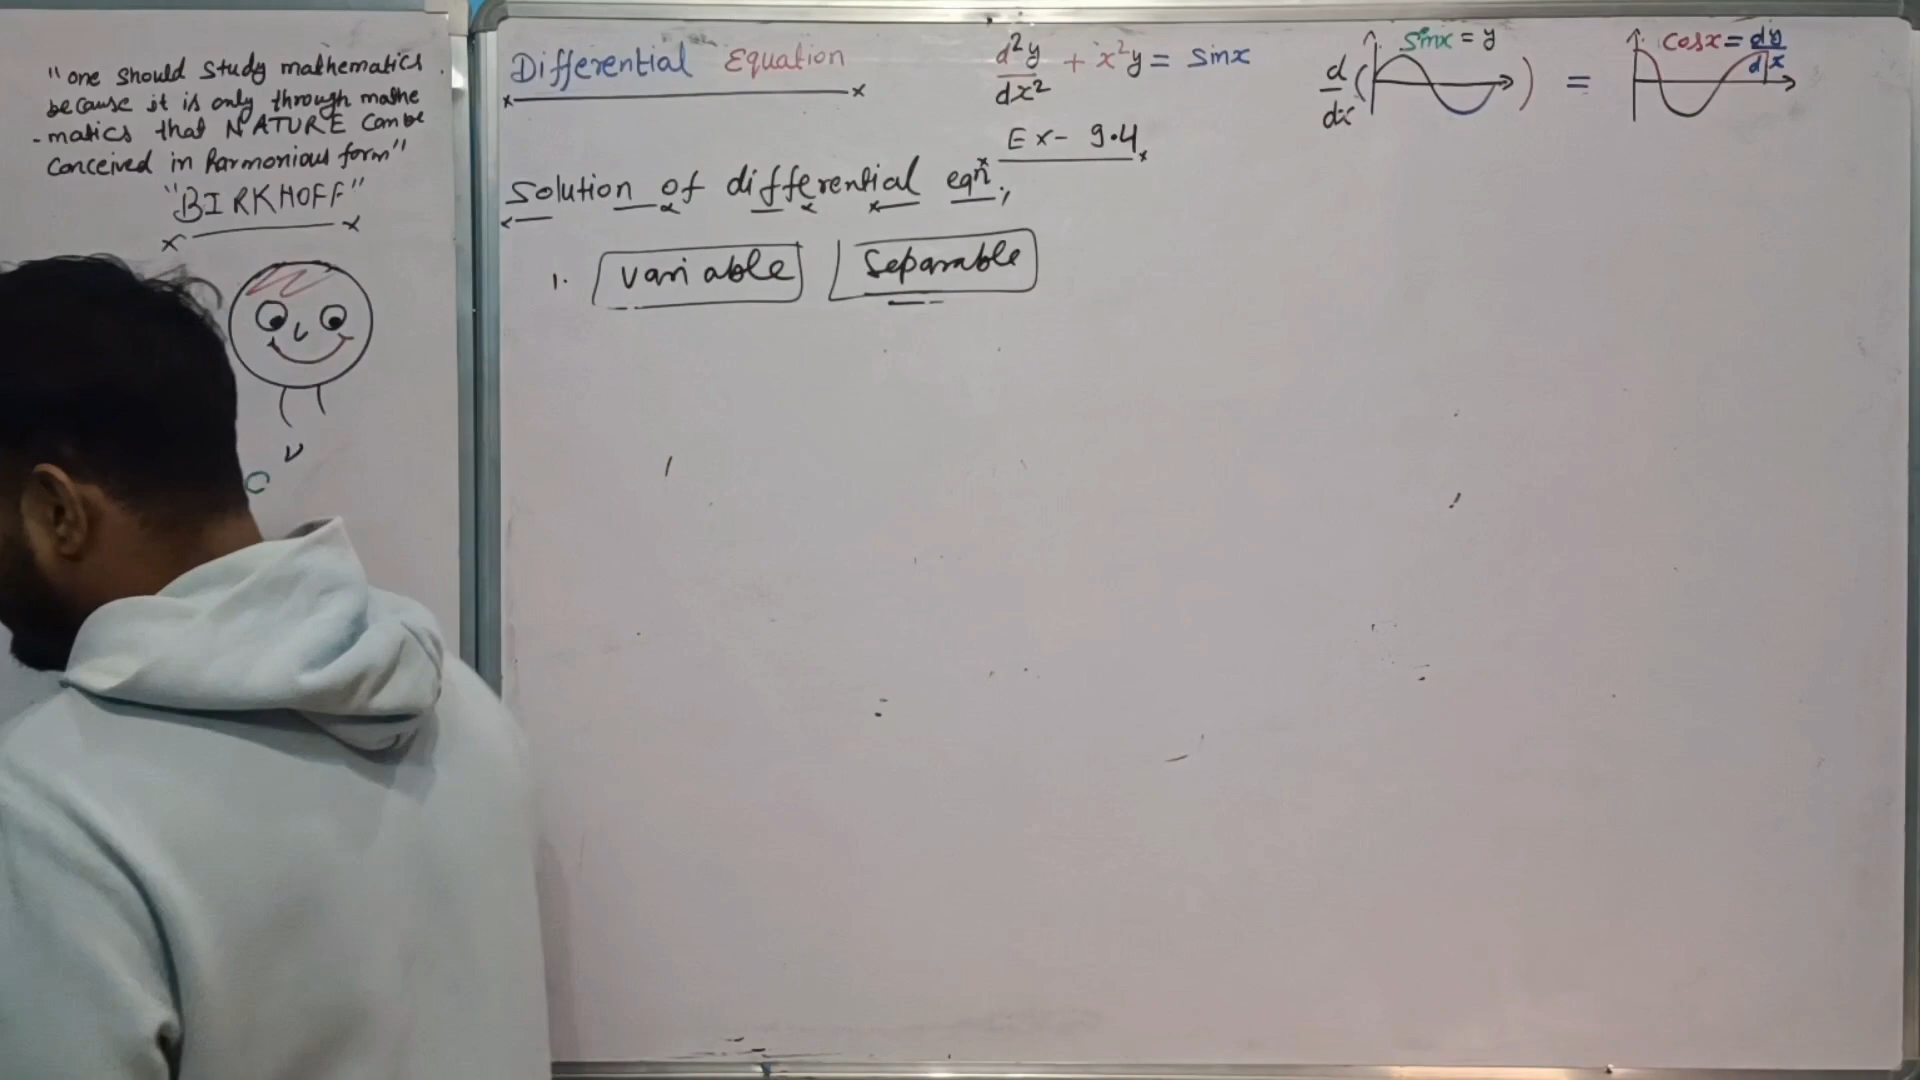 "one should study mathematics.
because it is only through mathe
-matics that NATURE can be
conceived in harmonious form"
"BIRKHOFF"
Differential Equation
d²y/dx² + x²y = sinx
d/dx ( sinx = y ) = cosx = dy/dx
Ex- 9.4
Solution of differential eqⁿ.,
1. variable separable